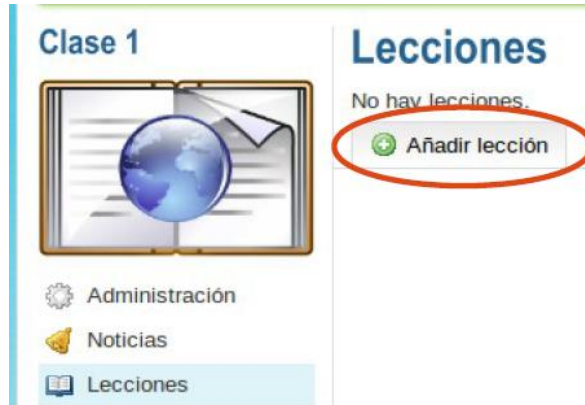 Clase 1
Administración
Noticias
Lecciones
Lecciones
No hay lecciones.
Añadir lección